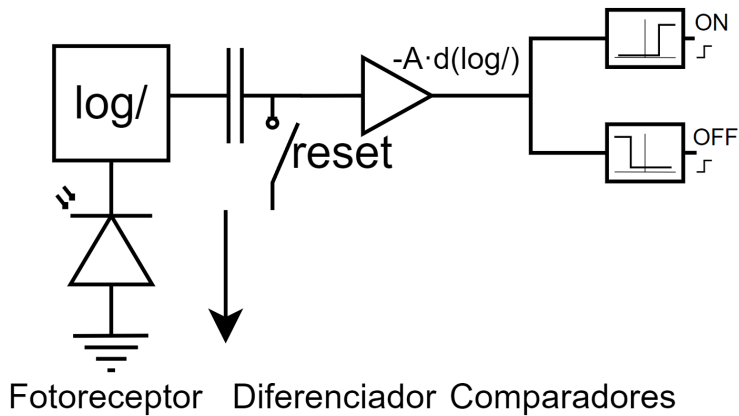 log/
-A·d(log/)
ON
reset
OFF
Fotoreceptor Diferenciador Comparadores